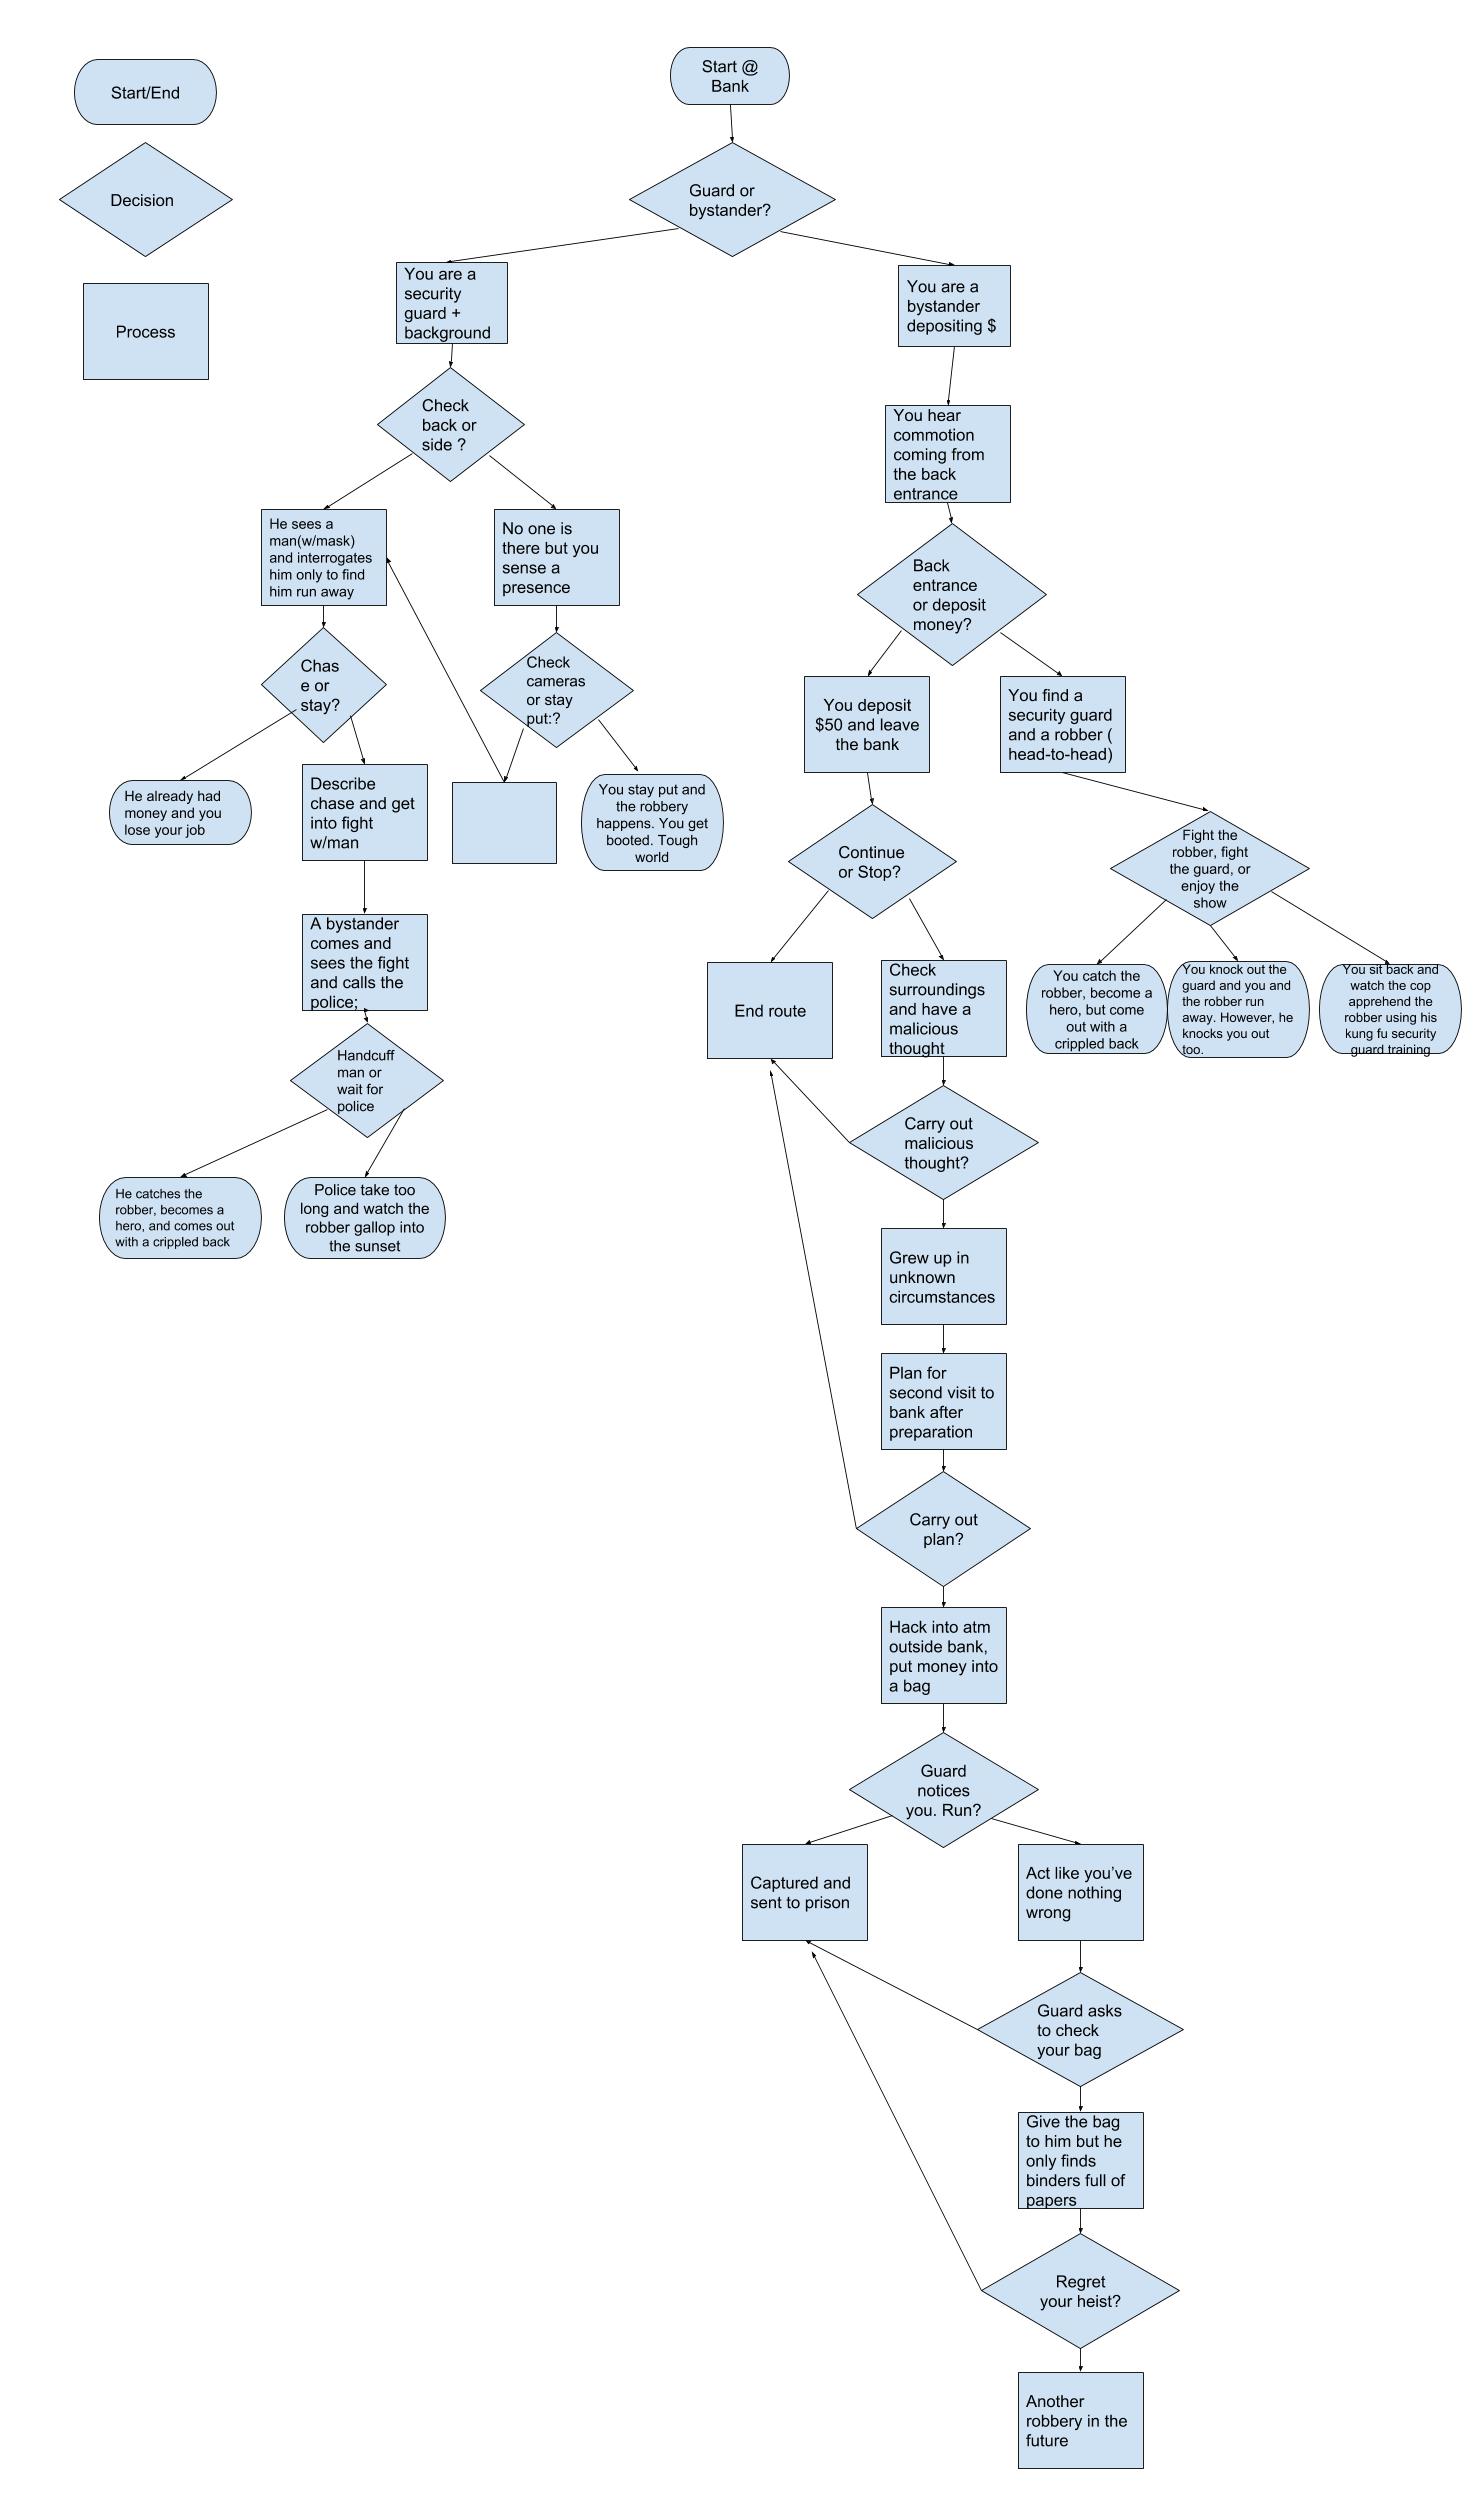 Start/End
Decision
Process
Start @
Bank
Guard or
bystander?
You are a
security
guard +
background
Check
back or
side ?
He sees a
man(w/mask)
and interrogates
him only to find
him run away
No one is
there but you
sense a
presence
Chas
e or
stay?
Check
cameras
or stay
put:?
He already had
money and you
lose your job
Describe
chase and get
into fight
w/man
You stay put and
the robbery
happens. You get
booted. Tough
world
A bystander
comes and
sees the fight
and calls the
police;
Handcuff
man or
wait for
police
He catches the
robber, becomes a
hero, and comes out
with a crippled back
Police take too
long and watch the
robber gallop into
the sunset
You are a
bystander
depositing $
You hear
commotion
coming from
the back
entrance
Back
entrance
or deposit
money?
You deposit
$50 and leave
the bank
You find a
security guard
and a robber (
head-to-head)
Continue
or Stop?
Fight the
robber, fight
the guard, or
enjoy the
show
End route
Check
surroundings
and have a
malicious
thought
You catch the
robber, become a
hero, but come
out with a
crippled back
You knock out the
guard and you and
the robber run
away. However, he
knocks you out
too.
You sit back and
watch the cop
apprehend the
robber using his
kung fu security
guard training
Carry out
malicious
thought?
Grew up in
unknown
circumstances
Plan for
second visit to
bank after
preparation
Carry out
plan?
Hack into atm
outside bank,
put money into
a bag
Guard
notices
you. Run?
Captured and
sent to prison
Act like you’ve
done nothing
wrong
Guard asks
to check
your bag
Give the bag
to him but he
only finds
binders full of
papers
Regret
your heist?
Another
robbery in the
future